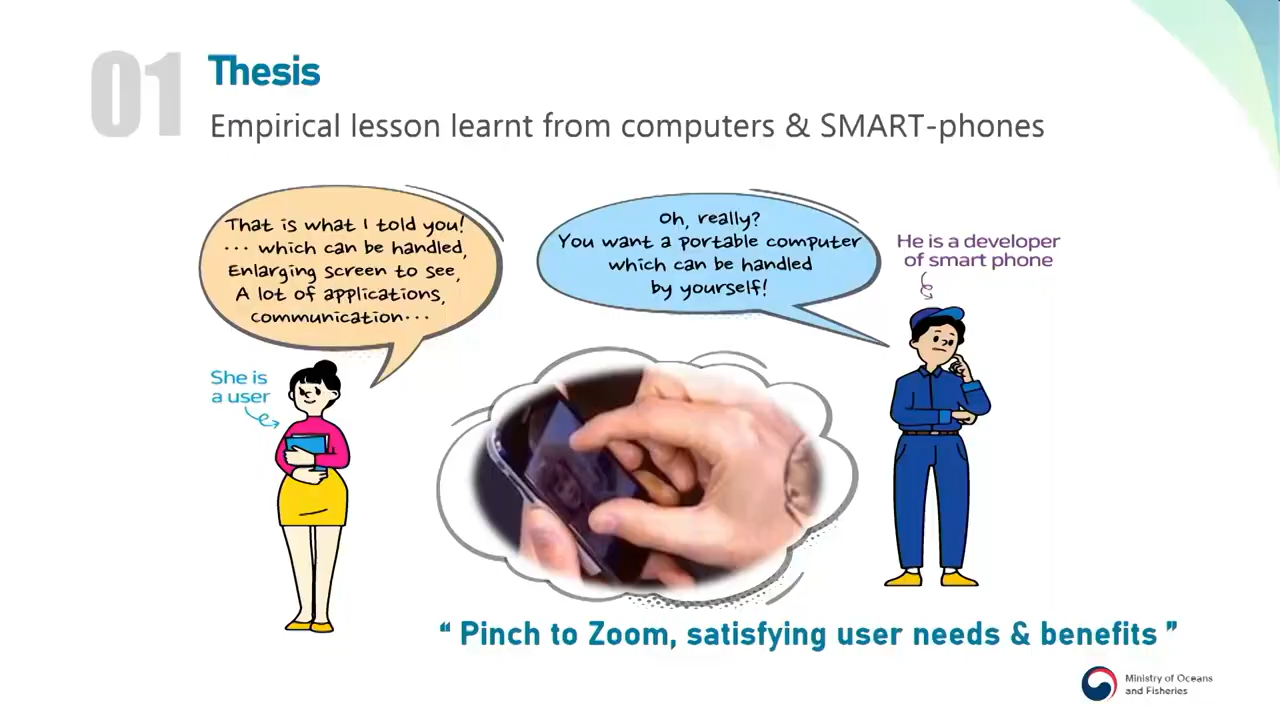 01
Thesis
Empirical lesson learnt from computers & SMART-phones
That is what I told you!
··· which can be handled,
Enlarging screen to see,
A lot of applications,
communication···
Oh, really?
You want a portable computer
which can be handled
by yourself!
He is a developer
of smart phone
She is
a user
“ Pinch to Zoom, satisfying user needs & benefits ”
Ministry of Oceans
and Fisheries